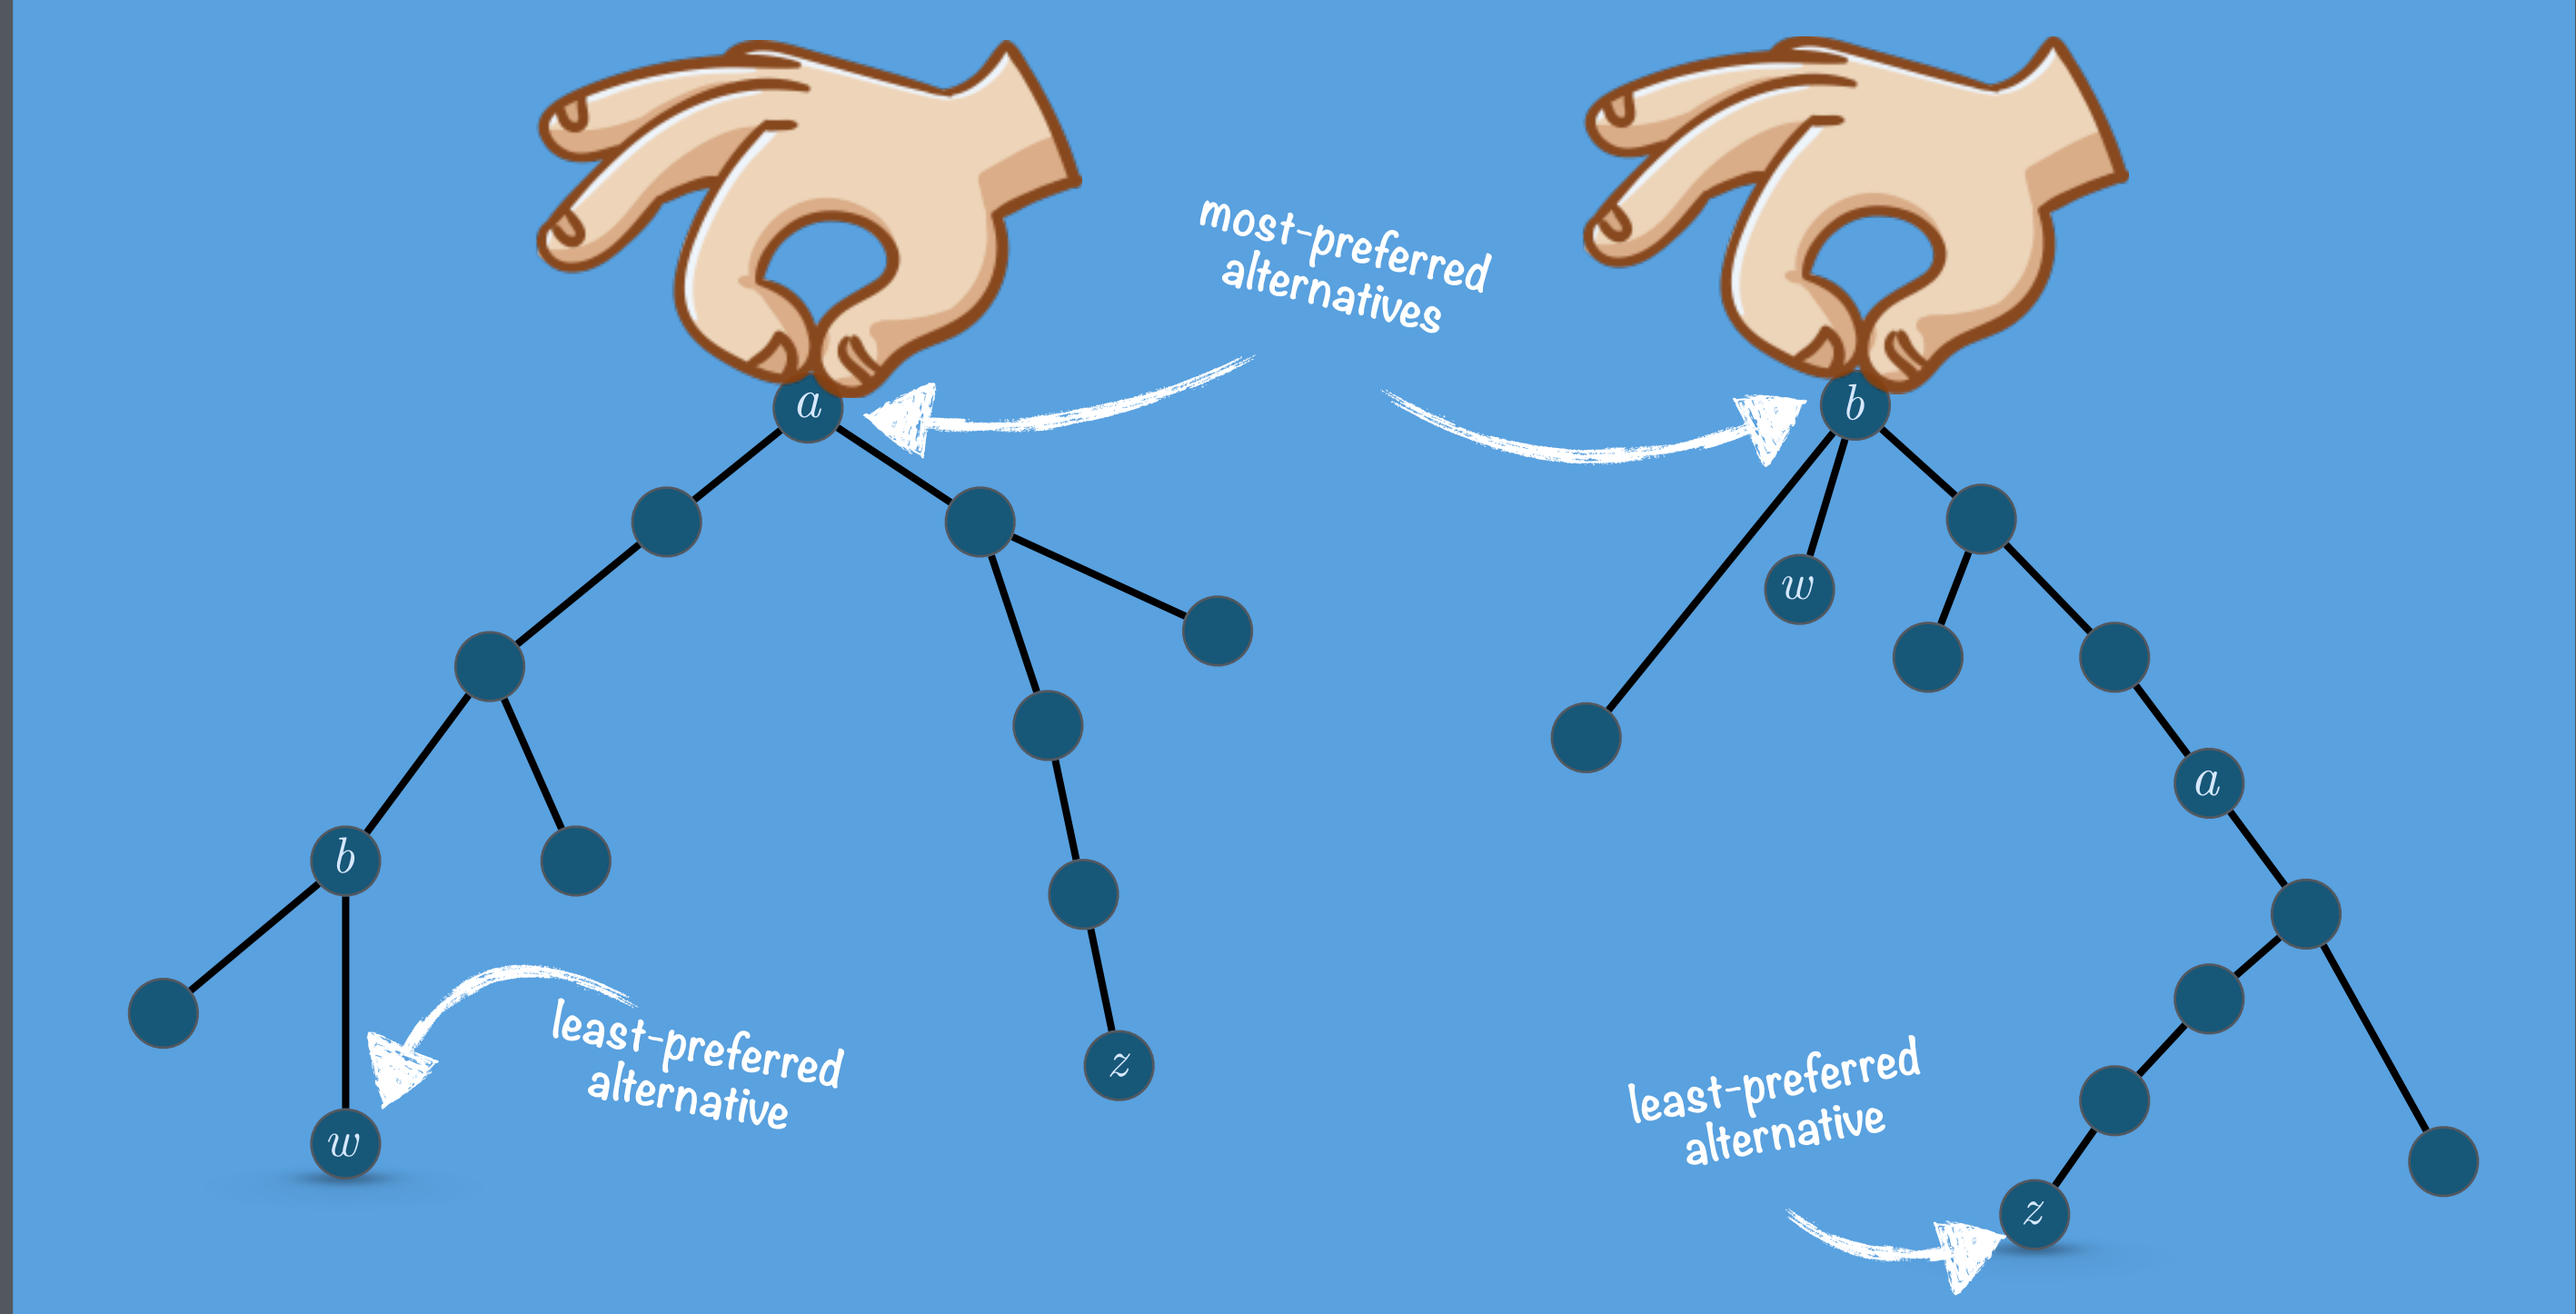 most-preferred
alternatives
a
b
w
a
b
z
least-preferred
alternative
w
least-preferred
alternative
z